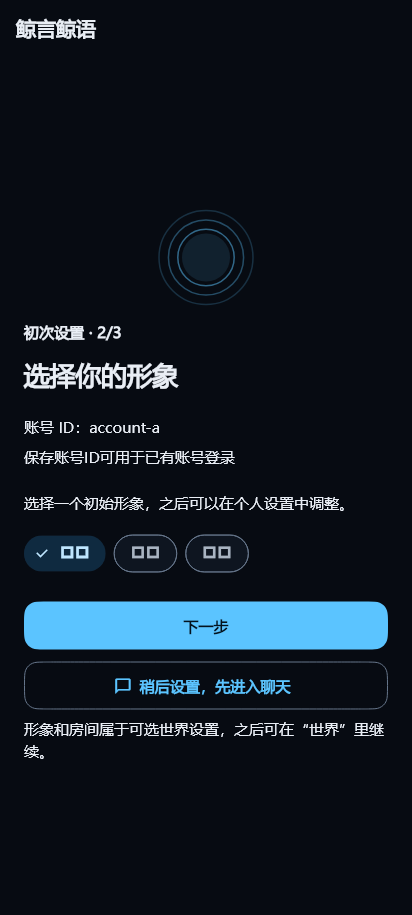 鲸言鲸语
初次设置 · 2/3
选择你的形象
账号 ID：account-a
保存账号ID可用于已有账号登录
选择一个初始形象，之后可以在个人设置中调整。
下一步
稍后设置，先进入聊天
形象和房间属于可选世界设置，之后可在“世界”里继
续。